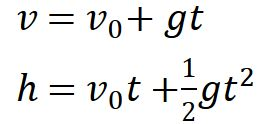 v = v₀ + gt
h = v₀t + ½gt²